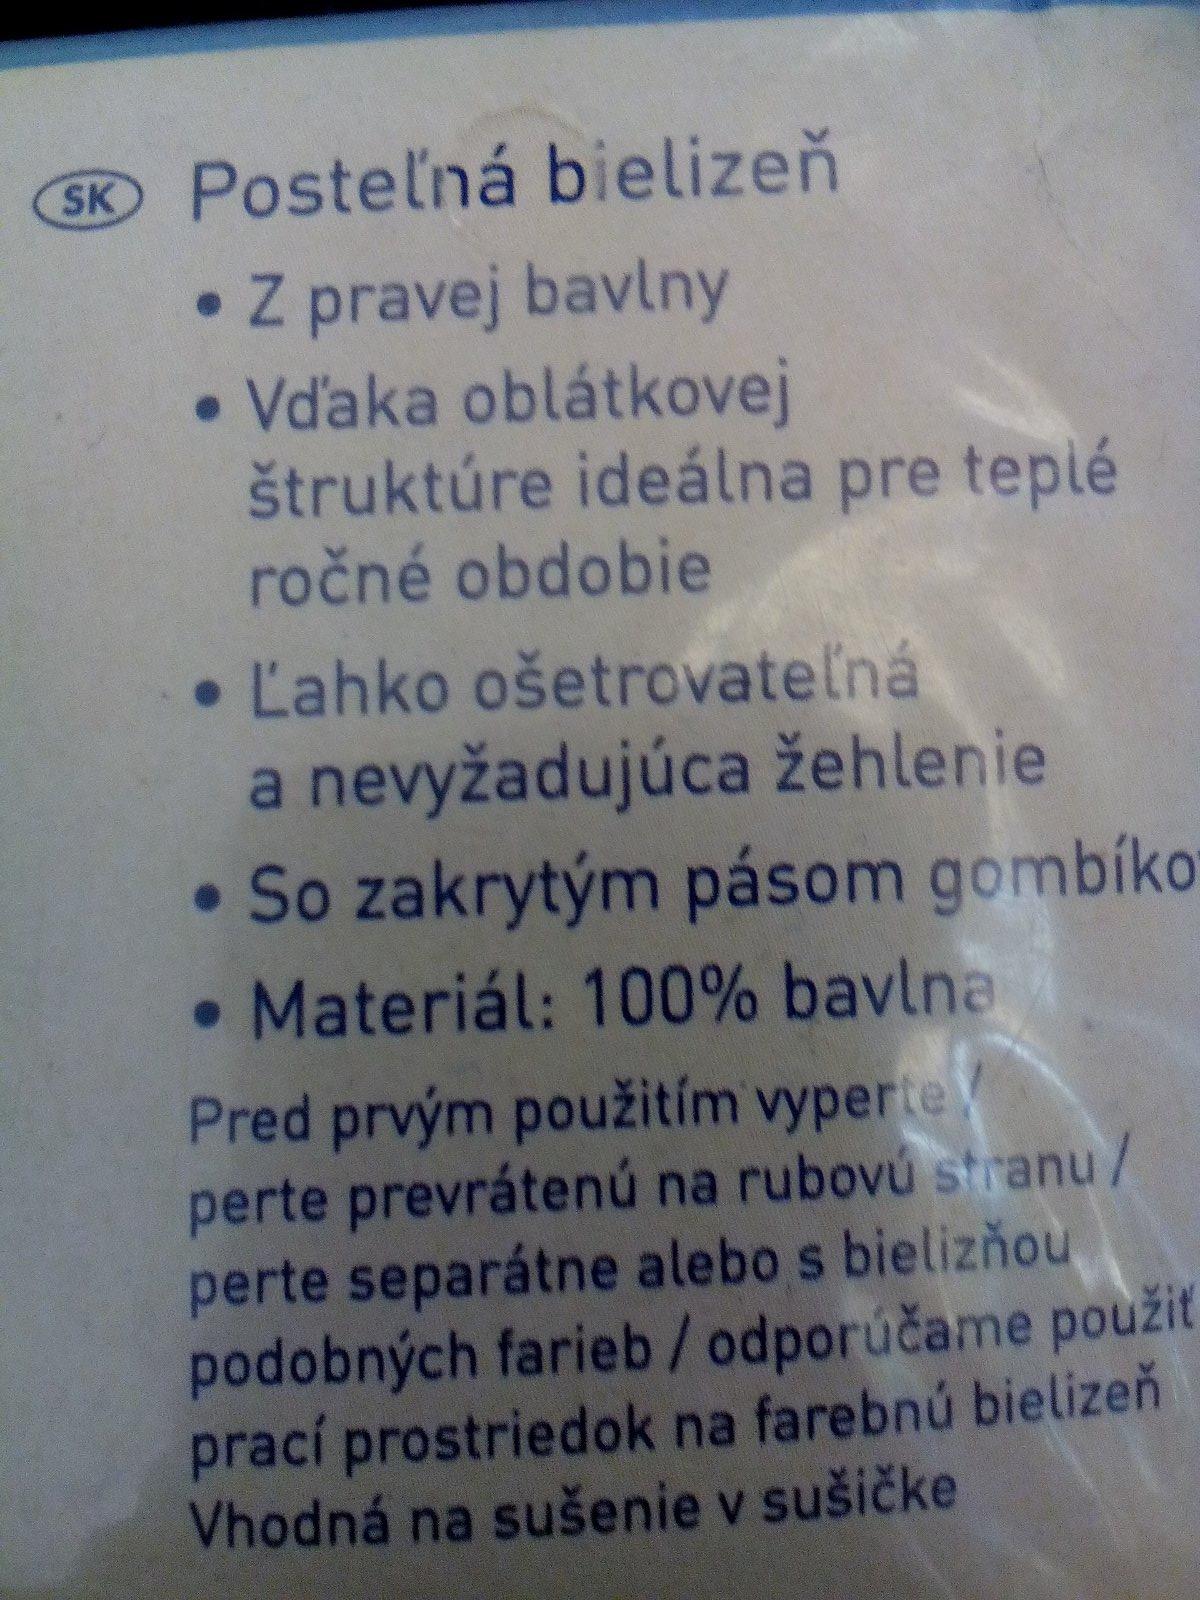 SK Posteľná bielizeň
• Z pravej bavlny
• Vďaka oblátkovej
štruktúre ideálna pre teplé
ročné obdobie
• Ľahko ošetrovateľná
a nevyžadujúca žehlenie
• So zakrytým pásom gombíkov
• Materiál: 100% bavlna
Pred prvým použitím vyperte /
perte prevrátenú na rubovú stranu /
perte separátne alebo s bielizňou
podobných farieb / odporúčame použiť
prací prostriedok na farebnú bielizeň
Vhodná na sušenie v sušičke